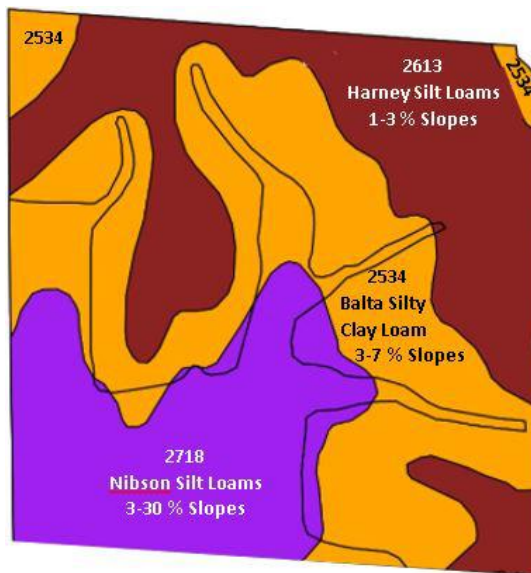 2534
2534
2613
Harney Silt Loams
1-3 % Slopes
2534
Balta Silty
Clay Loam
3-7 % Slopes
2718
Nibson Silt Loams
3-30 % Slopes